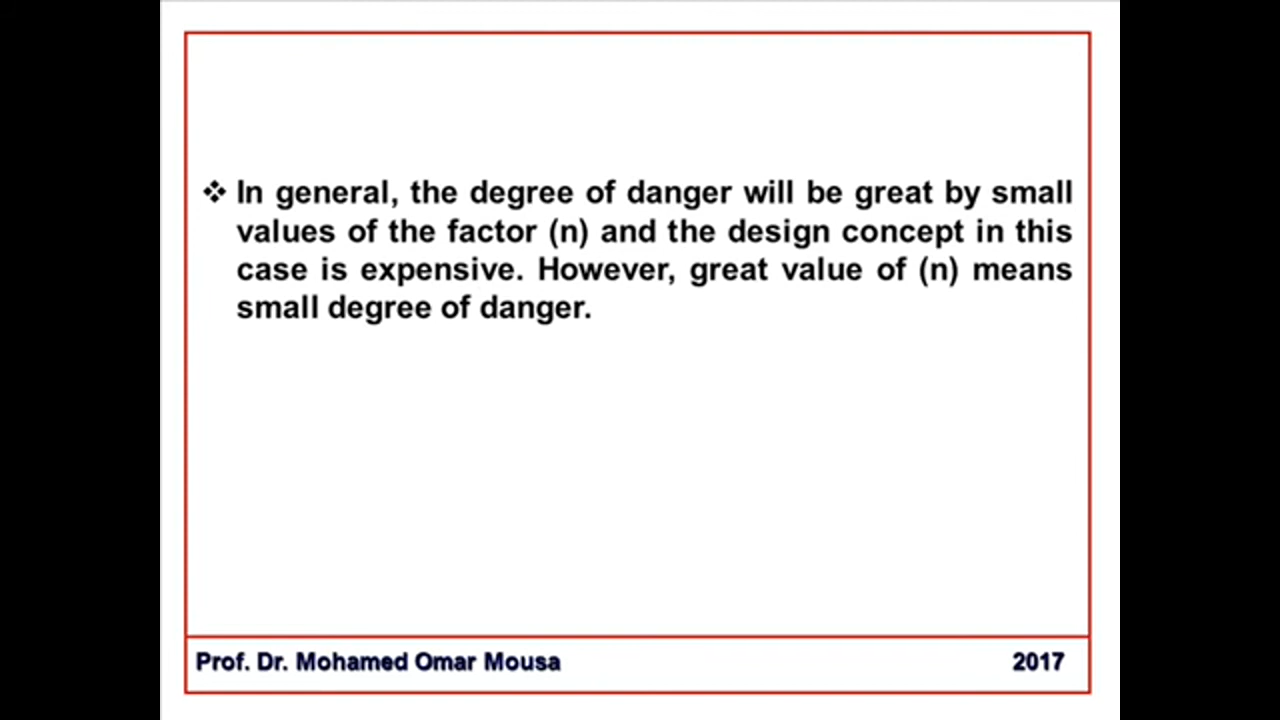 ❖ In general, the degree of danger will be great by small
values of the factor (n) and the design concept in this
case is expensive. However, great value of (n) means
small degree of danger.
Prof. Dr. Mohamed Omar Mousa
2017